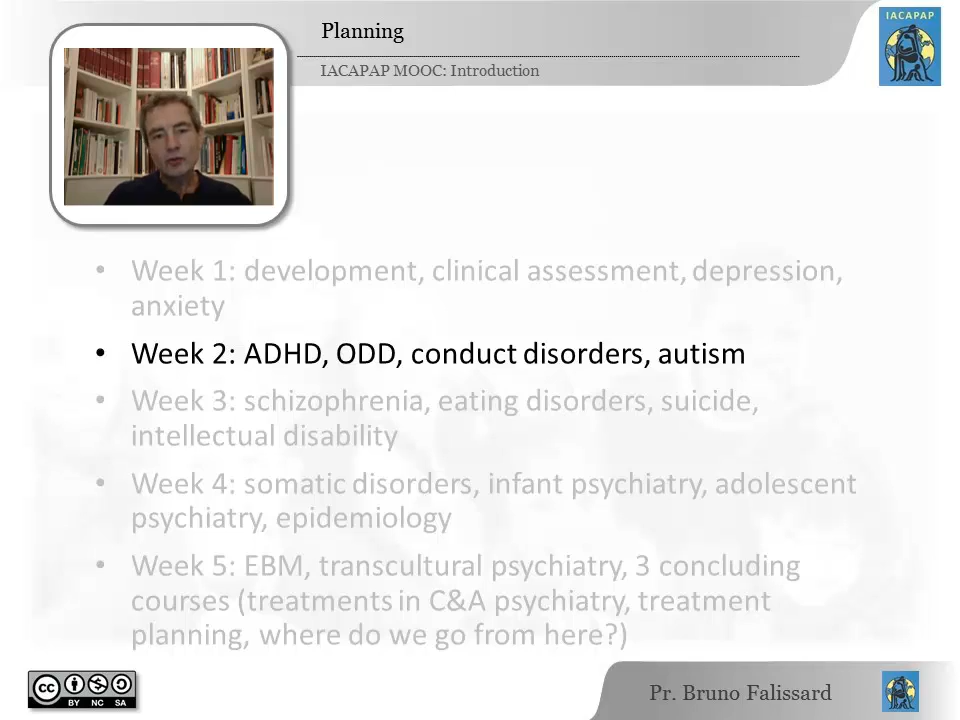 Planning
IACAPAP MOOC: Introduction
IACAPAP
• Week 1: development, clinical assessment, depression,
anxiety
• Week 2: ADHD, ODD, conduct disorders, autism
• Week 3: schizophrenia, eating disorders, suicide,
intellectual disability
• Week 4: somatic disorders, infant psychiatry, adolescent
psychiatry, epidemiology
• Week 5: EBM, transcultural psychiatry, 3 concluding
courses (treatments in C&A psychiatry, treatment
planning, where do we go from here?)
cc
BY NC SA
Pr. Bruno Falissard